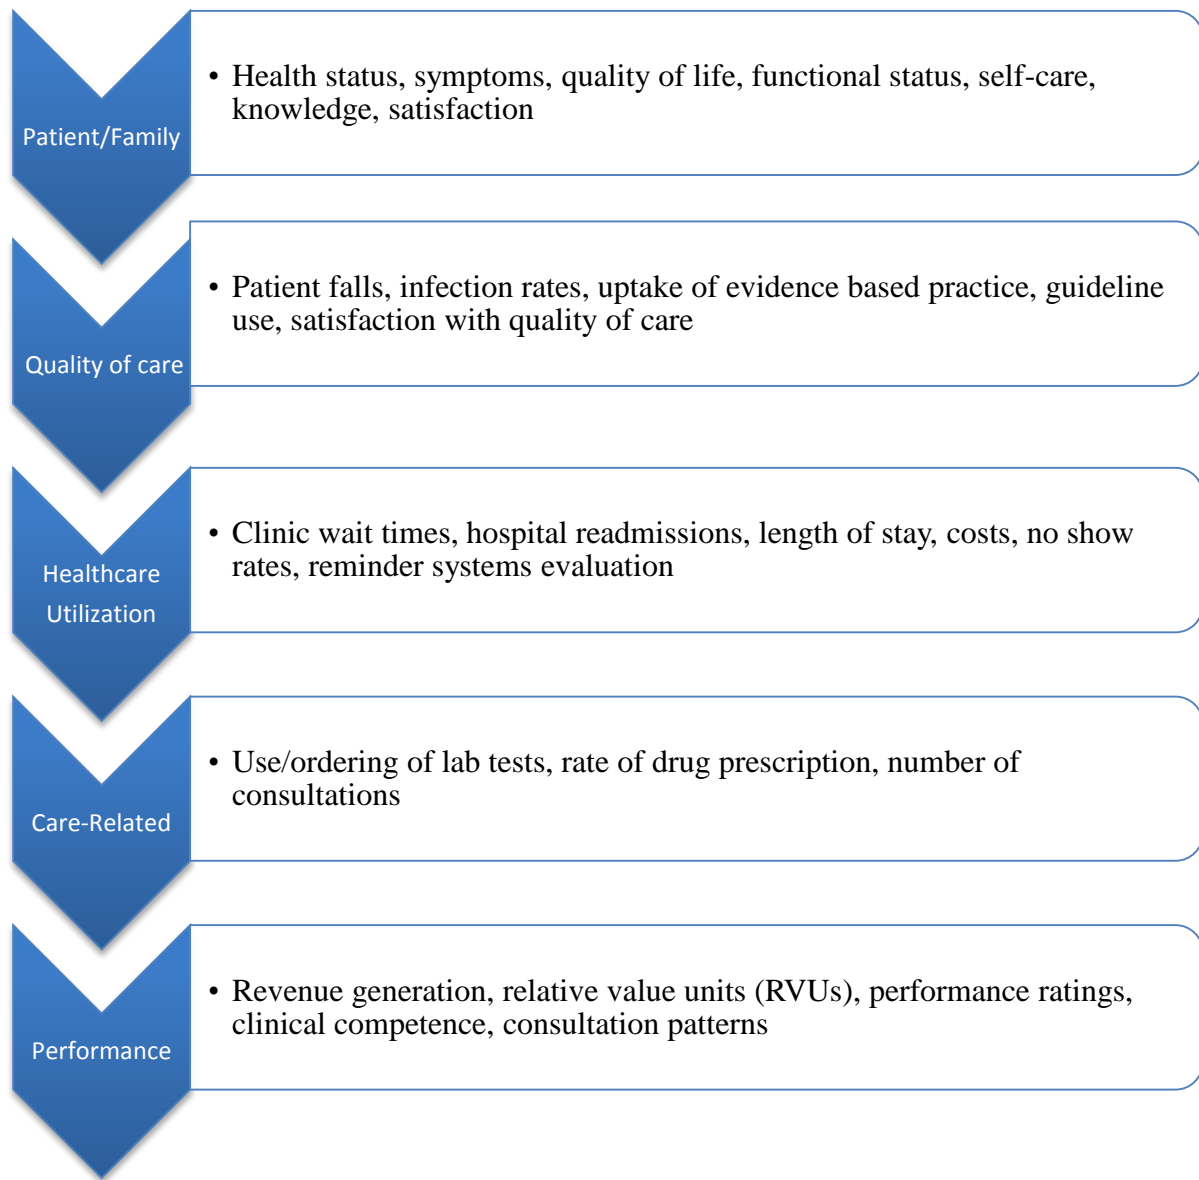 Patient/Family
• Health status, symptoms, quality of life, functional status, self-care,
knowledge, satisfaction
Quality of care
• Patient falls, infection rates, uptake of evidence based practice, guideline
use, satisfaction with quality of care
Healthcare
Utilization
• Clinic wait times, hospital readmissions, length of stay, costs, no show
rates, reminder systems evaluation
Care-Related
• Use/ordering of lab tests, rate of drug prescription, number of
consultations
Performance
• Revenue generation, relative value units (RVUs), performance ratings,
clinical competence, consultation patterns